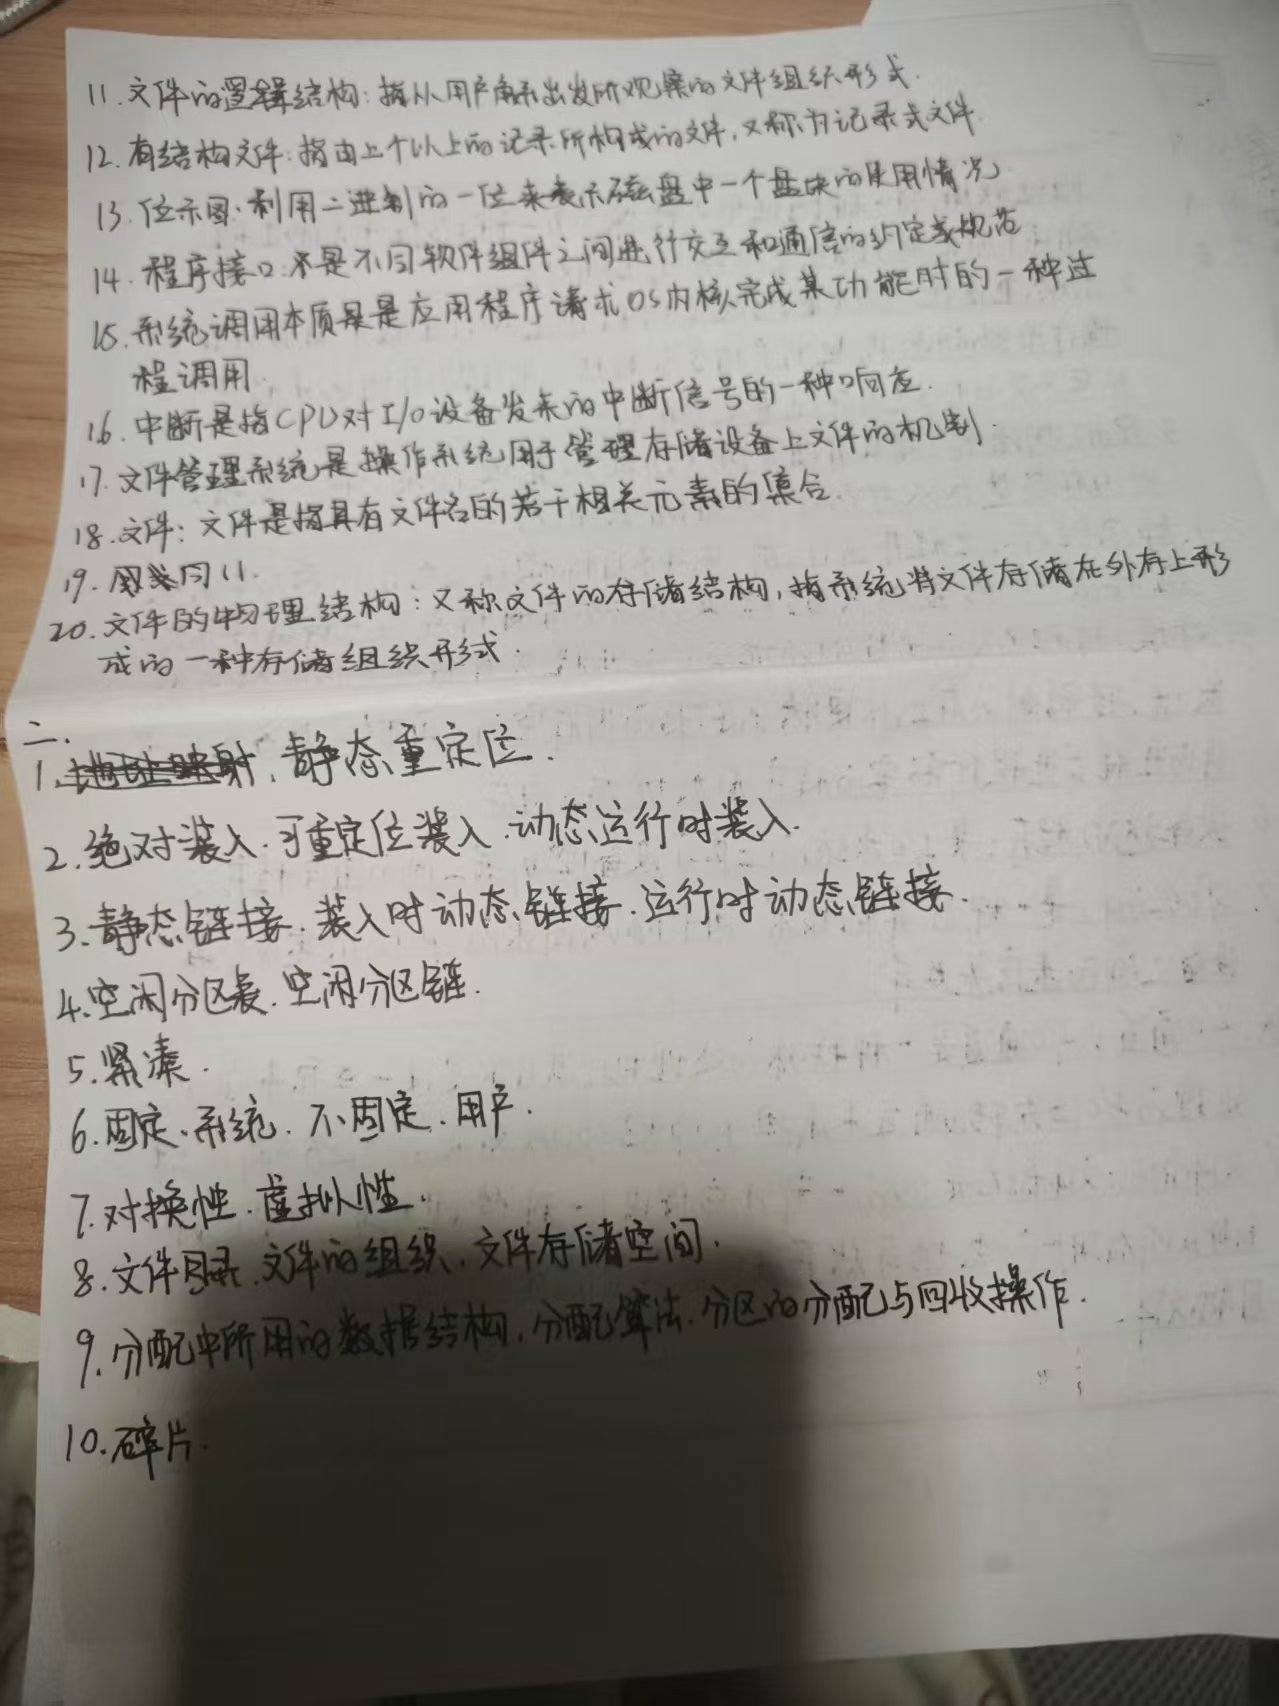 11.文件的逻辑结构:指从用户角度出发所观察的文件组织形式.
12.有结构文件:指由上个以上的记录所构成的文件,又称为记录式文件.
13.位示图:利用二进制的一位来表示磁盘中一个盘块的使用情况
14.程序接口:是不同软件组件之间进行交互和通信的约定或规范
15.系统调用本质是是应用程序请求OS内核完成某功能时的一种过
程调用
16.中断是指CPU对I/O设备发来的中断信号的一种响应.
17.文件管理系统是操作系统用于管理存储设备上文件的机制.
18.文件:文件是指具有文件名的若干相关元素的集合.
19.同11.
20.文件的物理结构:又称文件的存储结构,指系统将文件存储在外存上形
成的一种存储组织形式.
二.
1.地址映射,静态重定位.
2.绝对装入.可重定位装入.动态运行时装入.
3.静态链接.装入时动态链接.运行时动态链接.
4.空闲分区表.空闲分区链.
5.紧凑.
6.固定、系统.不固定.用户.
7.对换性.虚拟性.
8.文件目录.文件的组织.文件存储空间.
9.分配中所用的数据结构,分配算法.分区的分配与回收操作.
10.碎片.